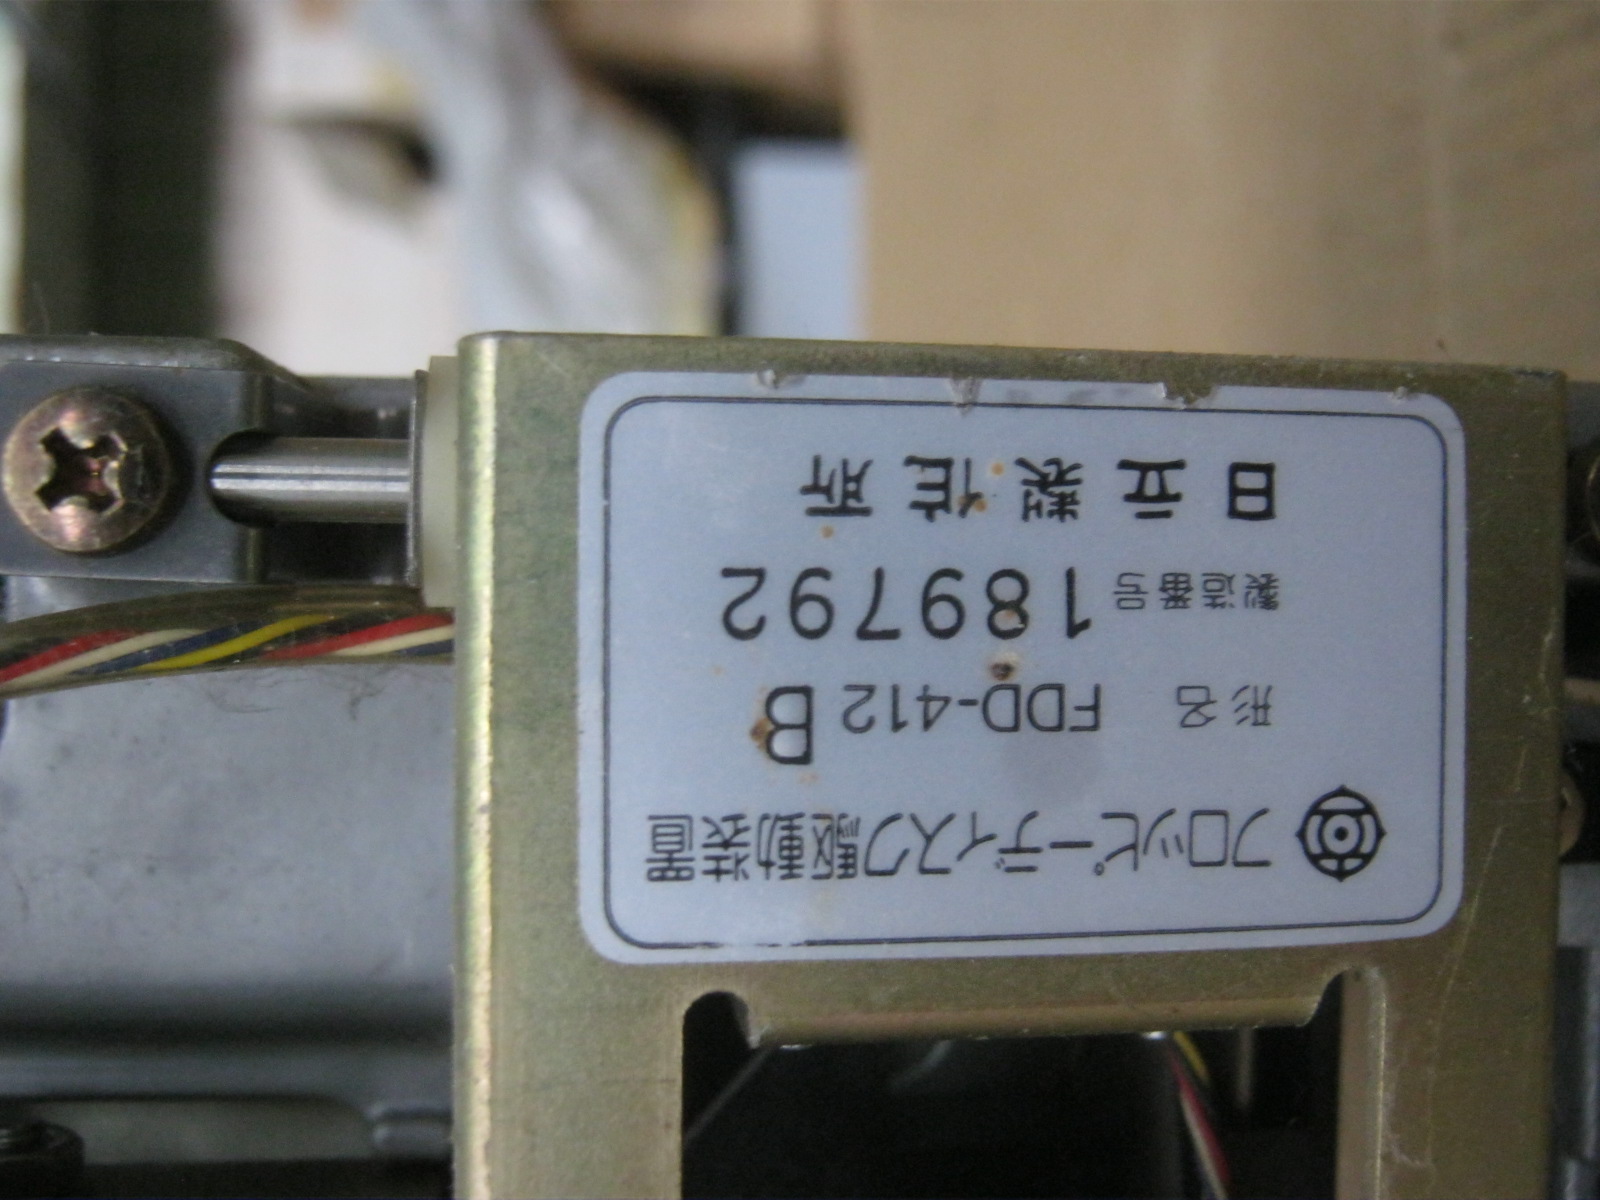 フロッピーディスク駆動装置
形名 FDD-412 B
製造番号 189792
日立製作所